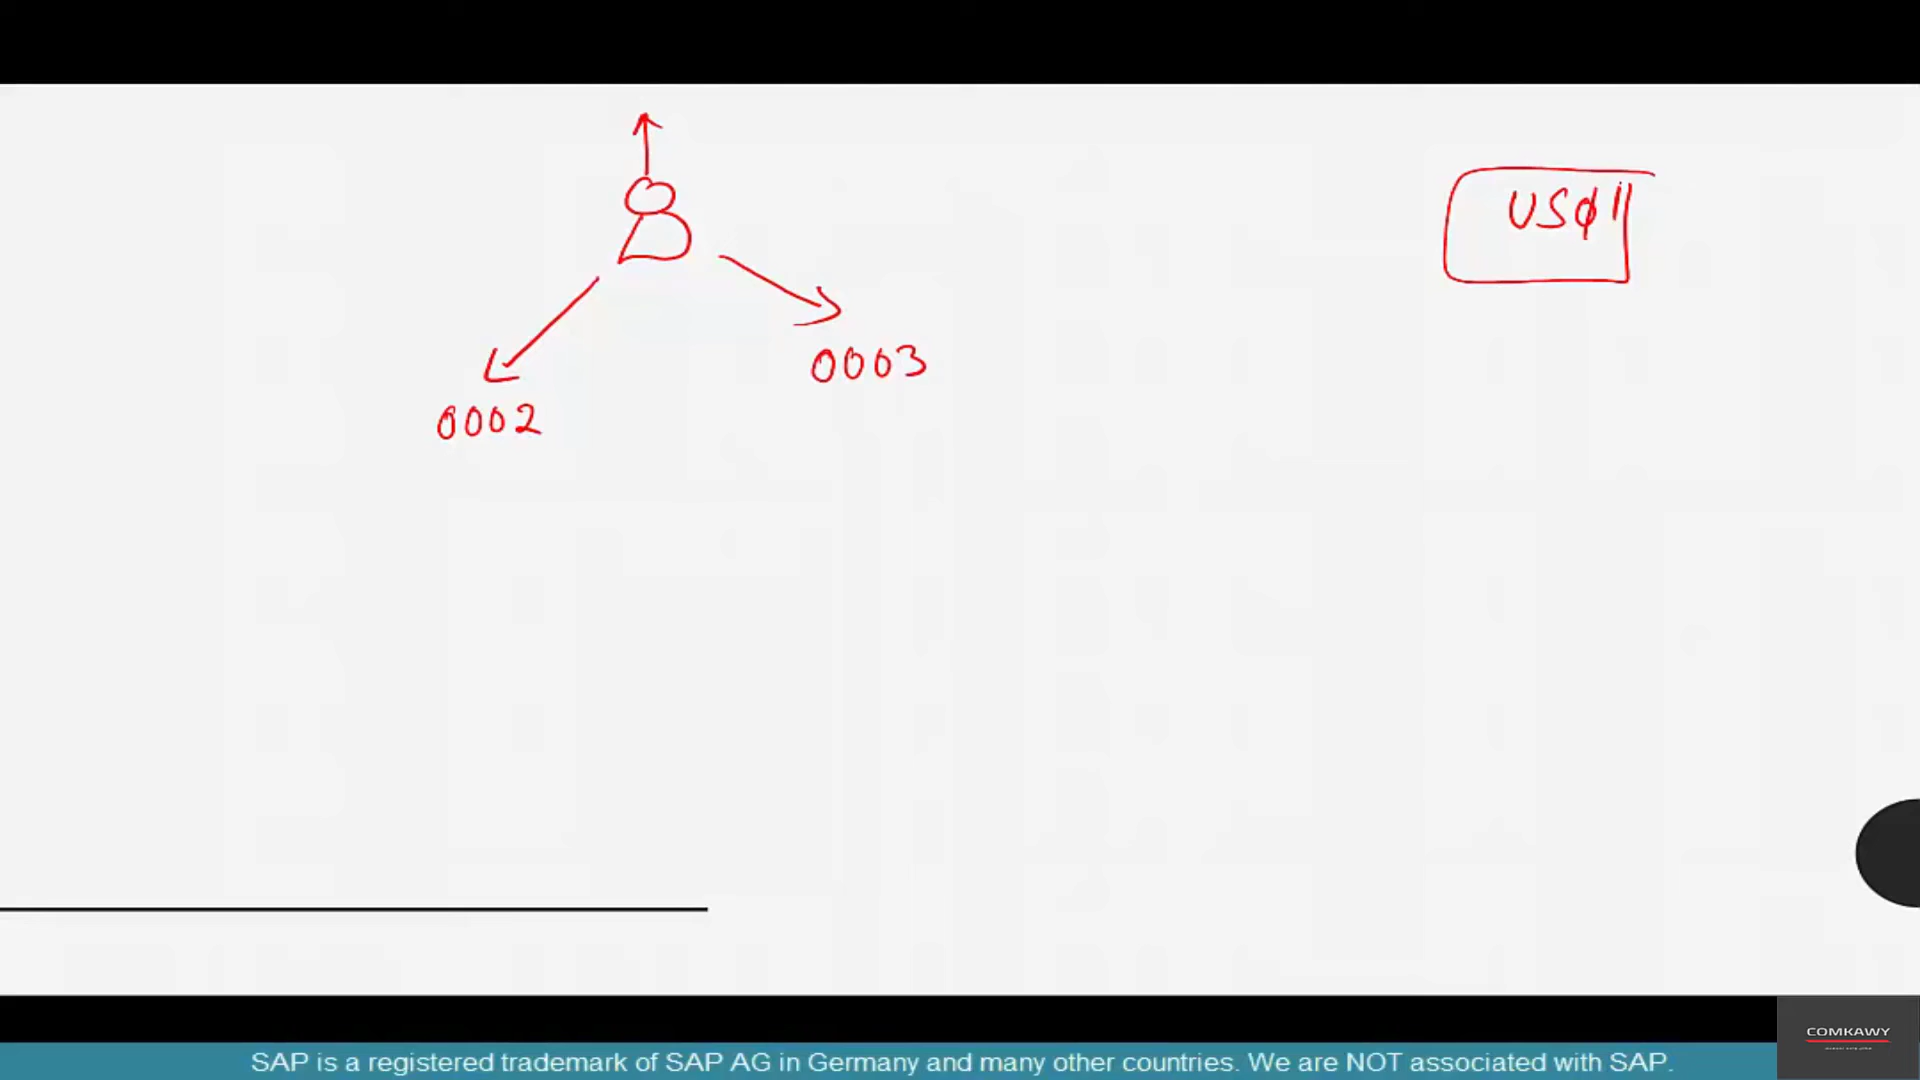 US01
0003
0002
COMKAWY
SAP is a registered trademark of SAP AG in Germany and many other countries. We are NOT associated with SAP.